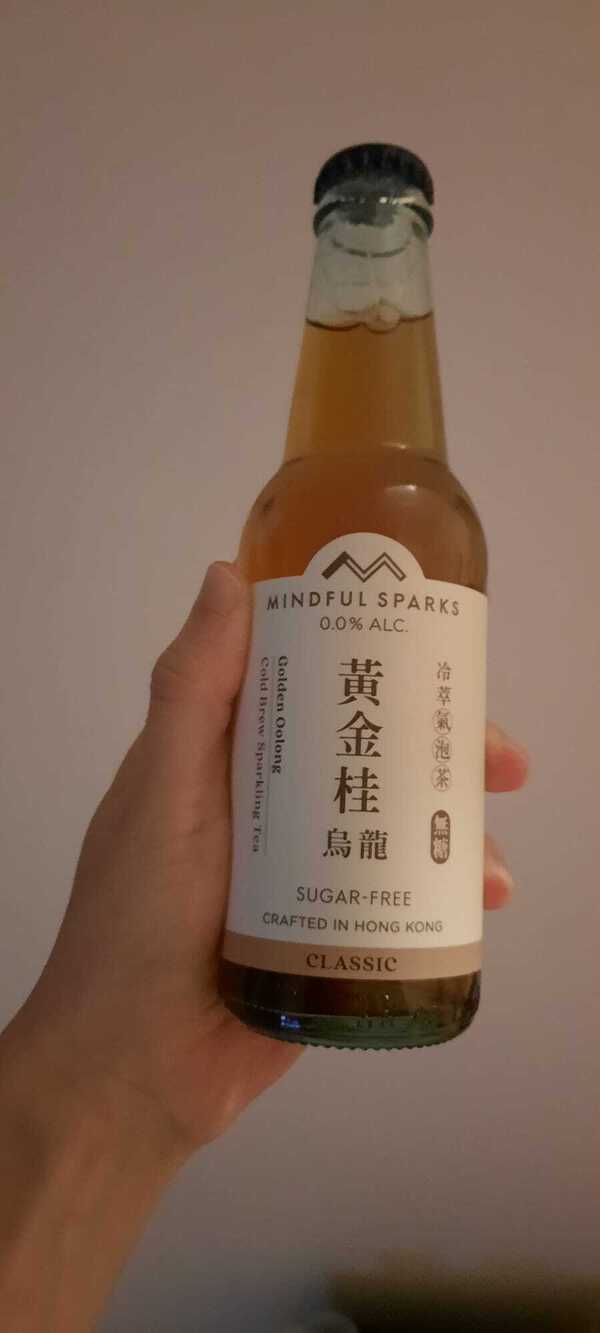 MINDFUL SPARKS
0.0% ALC.
Golden Oolong
Cold Brew Sparkling Tea
黃金桂
烏龍
冷萃氣泡茶
無糖
SUGAR-FREE
CRAFTED IN HONG KONG
CLASSIC